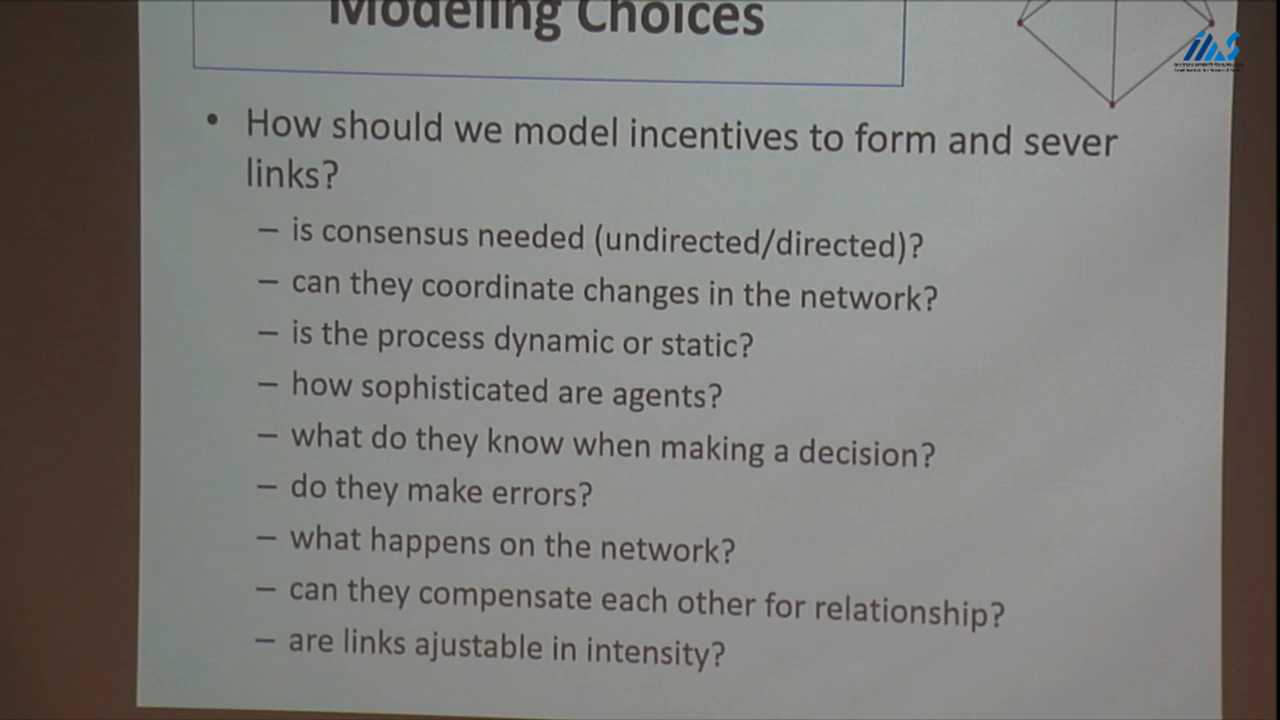 Modeling Choices
• How should we model incentives to form and sever
links?
– is consensus needed (undirected/directed)?
– can they coordinate changes in the network?
– is the process dynamic or static?
– how sophisticated are agents?
– what do they know when making a decision?
– do they make errors?
– what happens on the network?
– can they compensate each other for relationship?
– are links ajustable in intensity?